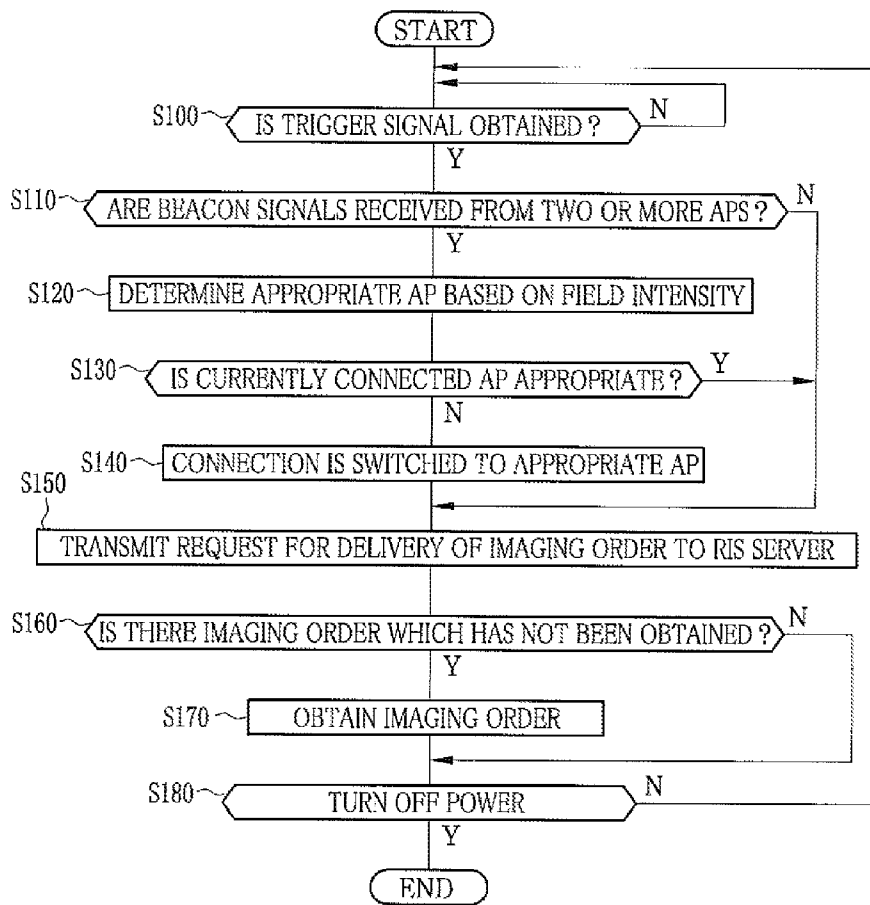 START
S100
IS TRIGGER SIGNAL OBTAINED ?
N
Y
S110
ARE BEACON SIGNALS RECEIVED FROM TWO OR MORE APS ?
N
Y
S120
DETERMINE APPROPRIATE AP BASED ON FIELD INTENSITY
S130
IS CURRENTLY CONNECTED AP APPROPRIATE ?
Y
N
S140
CONNECTION IS SWITCHED TO APPROPRIATE AP
S150
TRANSMIT REQUEST FOR DELIVERY OF IMAGING ORDER TO RIS SERVER
S160
IS THERE IMAGING ORDER WHICH HAS NOT BEEN OBTAINED ?
N
Y
S170
OBTAIN IMAGING ORDER
S180
TURN OFF POWER
N
Y
END